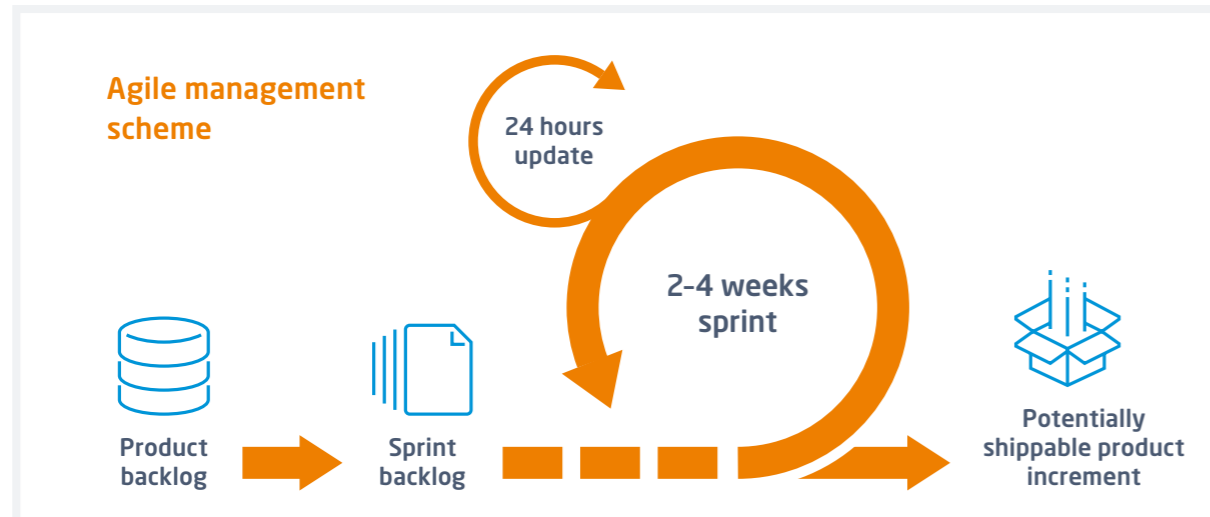 Agile management
scheme
24 hours
update
2–4 weeks
sprint
Product
backlog
Sprint
backlog
Potentially
shippable product
increment